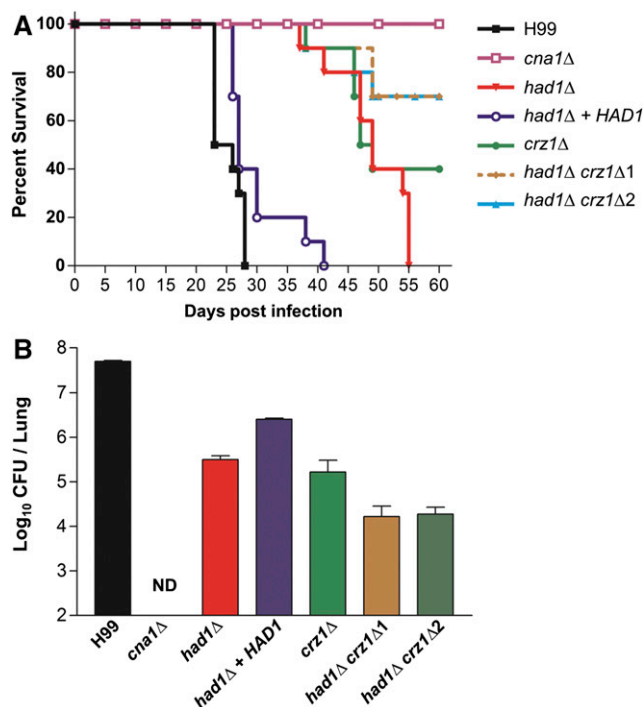 A
Percent Survival
100
80
60
40
20
0
0 5 10 15 20 25 30 35 40 45 50 55 60
Days post infection
H99
cna1Δ
had1Δ
had1Δ + HAD1
crz1Δ
had1Δ crz1Δ1
had1Δ crz1Δ2
B
Log₁₀ CFU / Lung
8
7
6
5
4
3
2
ND
H99
cna1Δ
had1Δ
had1Δ + HAD1
crz1Δ
had1Δ crz1Δ1
had1Δ crz1Δ2